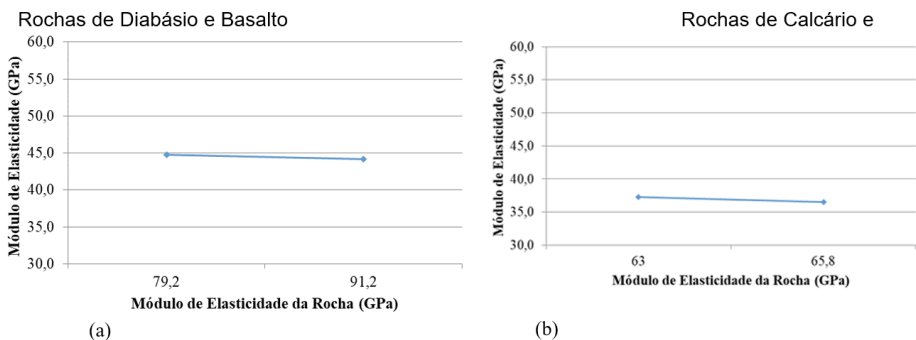 Rochas de Diabásio e Basalto
60,0
55,0
50,0
45,0
40,0
35,0
30,0
Módulo de Elasticidade (GPa)
79,2 91,2
Módulo de Elasticidade da Rocha (GPa)
(a)
Rochas de Calcário e
60,0
55,0
50,0
45,0
40,0
35,0
30,0
Módulo de Elasticidade (GPa)
63 65,8
Módulo de Elasticidade da Rocha (GPa)
(b)